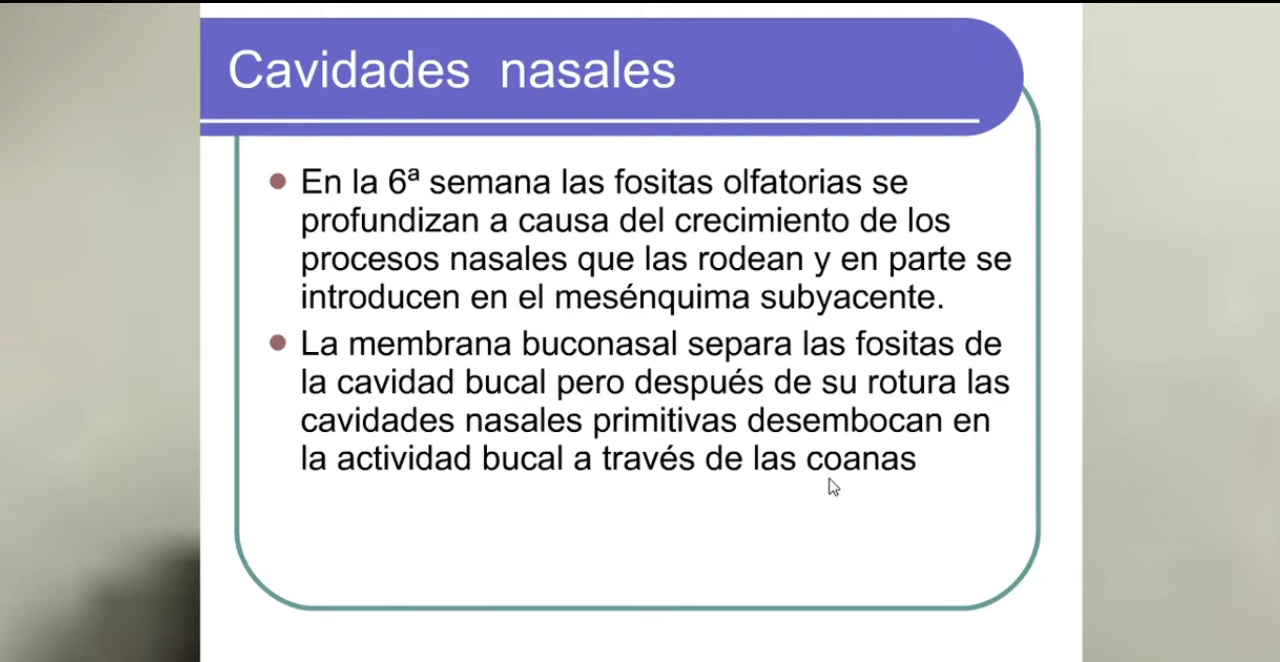 Cavidades nasales
En la 6ª semana las fositas olfatorias se
profundizan a causa del crecimiento de los
procesos nasales que las rodean y en parte se
introducen en el mesénquima subyacente.
La membrana buconasal separa las fositas de
la cavidad bucal pero después de su rotura las
cavidades nasales primitivas desembocan en
la actividad bucal a través de las coanas